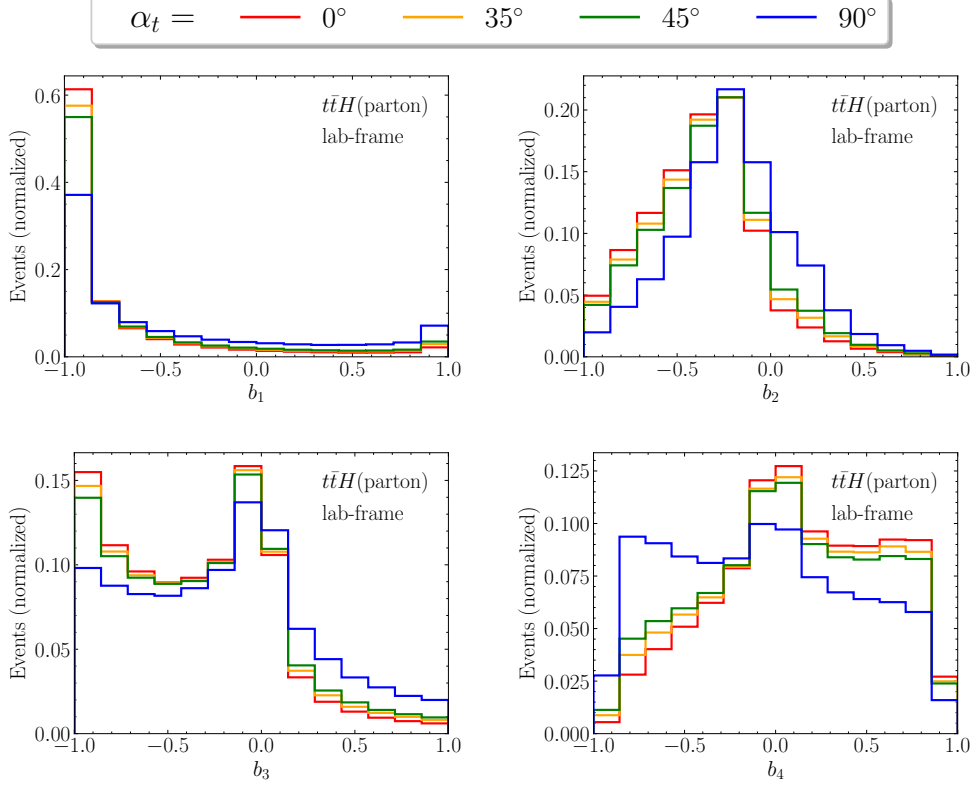 α_t = 0° 35° 45° 90°
tt̄H(parton)
lab-frame
Events (normalized)
0.6
0.4
0.2
0.0
−1.0 −0.5 0.0 0.5 1.0
b_1
tt̄H(parton)
lab-frame
Events (normalized)
0.20
0.15
0.10
0.05
0.00
−1.0 −0.5 0.0 0.5 1.0
b_2
tt̄H(parton)
lab-frame
Events (normalized)
0.15
0.10
0.05
0.00
−1.0 −0.5 0.0 0.5 1.0
b_3
tt̄H(parton)
lab-frame
Events (normalized)
0.125
0.100
0.075
0.050
0.025
0.000
−1.0 −0.5 0.0 0.5 1.0
b_4